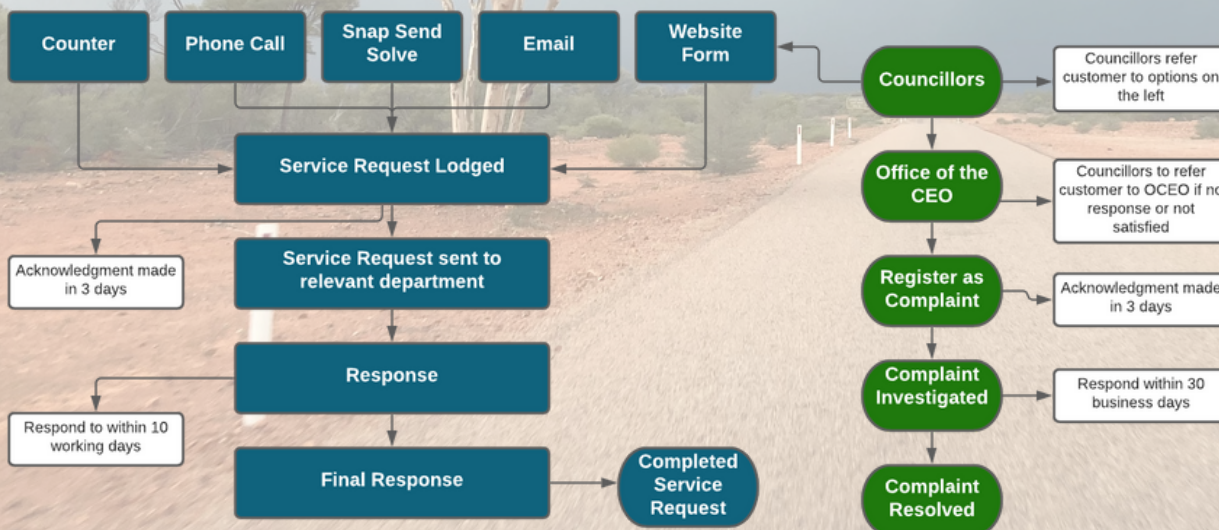 Counter
Phone Call
Snap Send
Solve
Email
Website
Form
Councillors
Councillors refer
customer to options on
the left
Service Request Lodged
Office of the
CEO
Councillors to refer
customer to OCEO if no
response or not
satisfied
Acknowledgment made
in 3 days
Service Request sent to
relevant department
Register as
Complaint
Acknowledgment made
in 3 days
Response
Complaint
Investigated
Respond within 30
business days
Respond to within 10
working days
Final Response
Completed
Service
Request
Complaint
Resolved